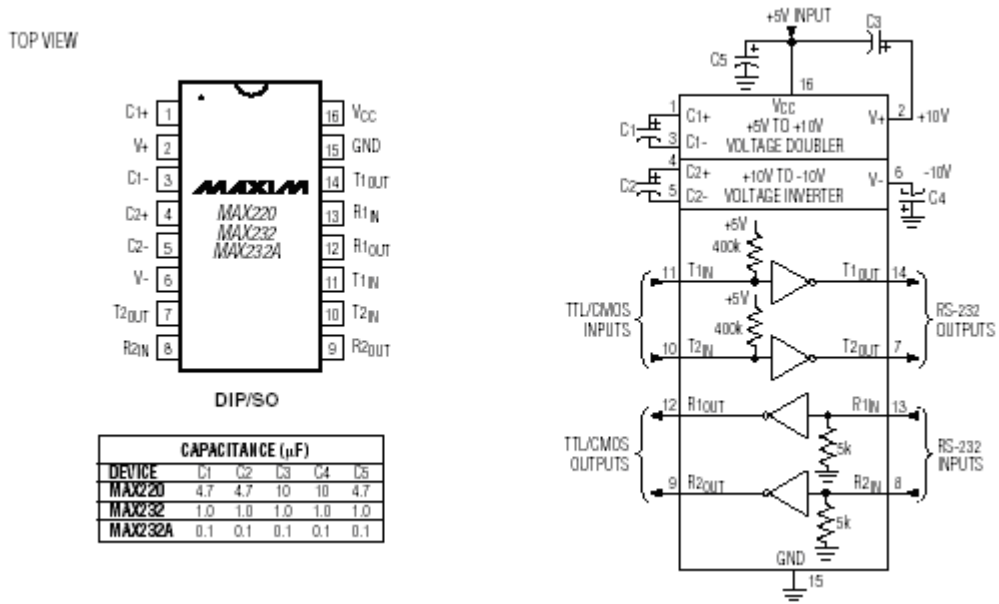 TOP VIEW
C1+ 1
V+ 2
C1- 3
C2+ 4
C2- 5
V- 6
T2OUT 7
R2IN 8
16 VCC
15 GND
14 T1OUT
13 R1IN
12 R1OUT
11 T1IN
10 T2IN
9 R2OUT
MAXIM
MAX220
MAX232
MAX232A
DIP/SO
CAPACITANCE (µF)
DEVICE C1 C2 C3 C4 C5
MAX220 4.7 4.7 10 10 4.7
MAX232 1.0 1.0 1.0 1.0 1.0
MAX232A 0.1 0.1 0.1 0.1 0.1
+5V INPUT
C3
C5
16
VCC
1 C1+
C1
3 C1-
+5V TO +10V
VOLTAGE DOUBLER
V+ 2 +10V
4 C2+
C2
5 C2-
+10V TO -10V
VOLTAGE INVERTER
V- 6 -10V
C4
+5V
400k
11 T1IN
T1OUT 14
+5V
400k
TTL/CMOS
INPUTS
RS-232
OUTPUTS
10 T2IN
T2OUT 7
12 R1OUT
R1IN 13
5k
TTL/CMOS
OUTPUTS
RS-232
INPUTS
9 R2OUT
R2IN 8
5k
GND
15